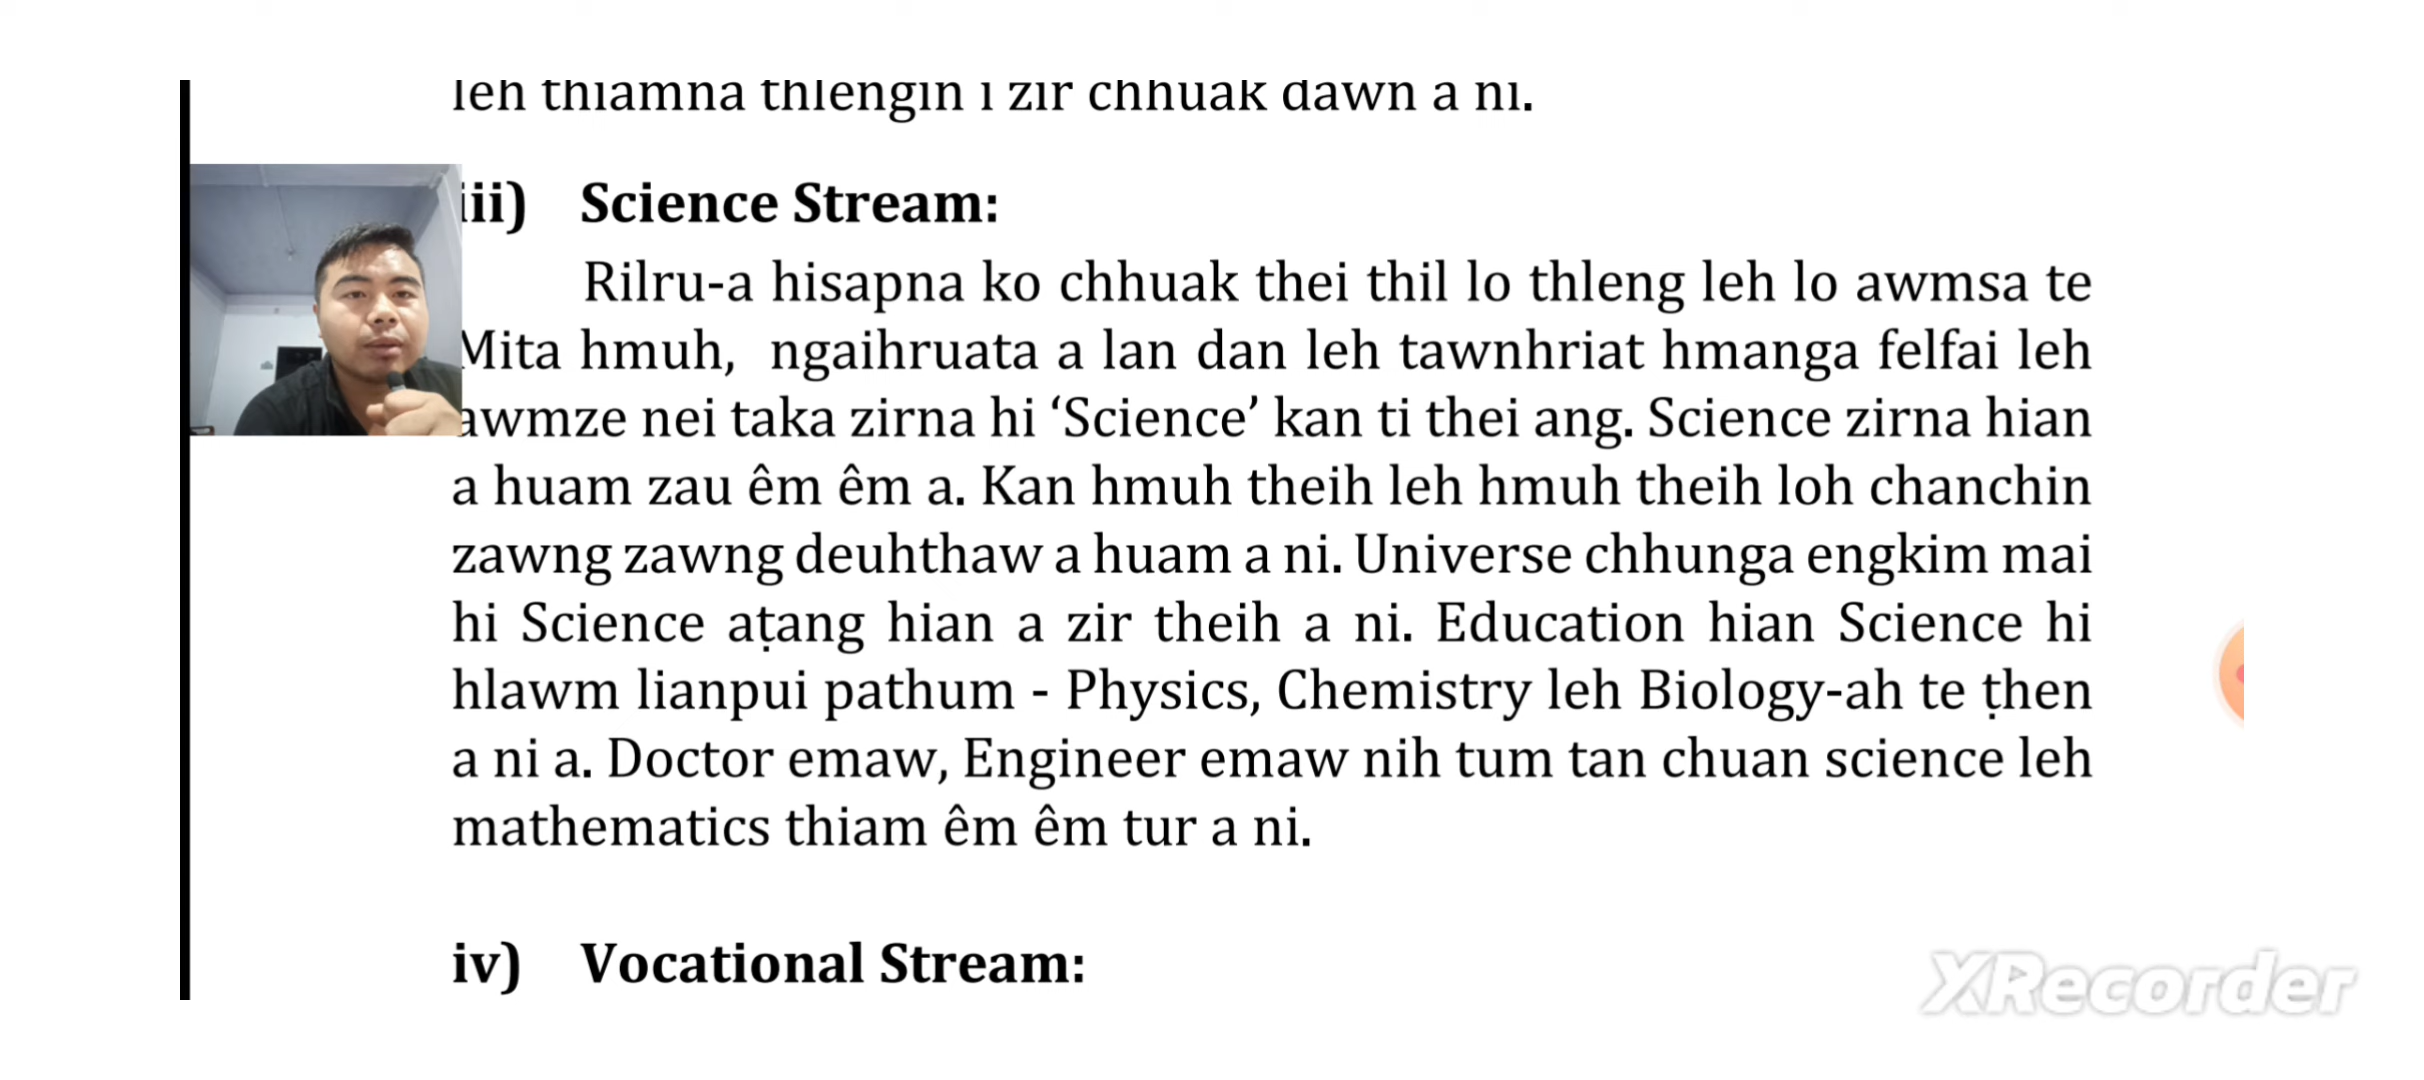 leh thiamna thlengin i zir chhuak dawn a ni.
iii) Science Stream:
Rilru-a hisapna ko chhuak thei thil lo thleng leh lo awmsa te
Mita hmuh, ngaihruata a lan dan leh tawnhriat hmanga felfai leh
awmze nei taka zirna hi ‘Science’ kan ti thei ang. Science zirna hian
a huam zau êm êm a. Kan hmuh theih leh hmuh theih loh chanchin
zawng zawng deuhthaw a huam a ni. Universe chhunga engkim mai
hi Science aṭang hian a zir theih a ni. Education hian Science hi
hlawm lianpui pathum - Physics, Chemistry leh Biology-ah te ṭhen
a ni a. Doctor emaw, Engineer emaw nih tum tan chuan science leh
mathematics thiam êm êm tur a ni.
iv) Vocational Stream:
XRecorder